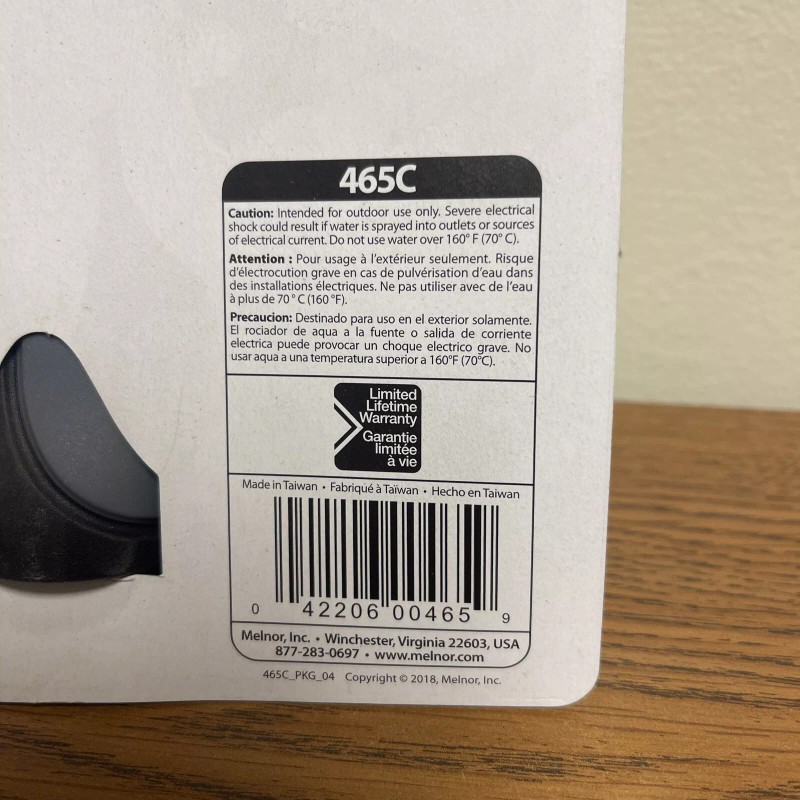 465C
Caution: Intended for outdoor use only. Severe electrical
shock could result if water is sprayed into outlets or sources
of electrical current. Do not use water over 160° F (70° C).
Attention : Pour usage à l'extérieur seulement. Risque
d'électrocution grave en cas de pulvérisation d'eau dans
des installations électriques. Ne pas utiliser avec de l'eau
à plus de 70 ° C (160 °F).
Precaucion: Destinado para uso en el exterior solamente.
El rociador de aqua a la fuente o salida de corriente
electrica puede provocar un choque electrico grave. No
usar aqua a una temperatura superior a 160°F (70°C).
Limited
Lifetime
Warranty
Garantie
limitée
à vie
Made in Taiwan • Fabriqué à Taïwan • Hecho en Taiwan
0 42206 00465 9
Melnor, Inc. • Winchester, Virginia 22603, USA
877-283-0697 • www.melnor.com
465C_PKG_04 Copyright © 2018, Melnor, Inc.